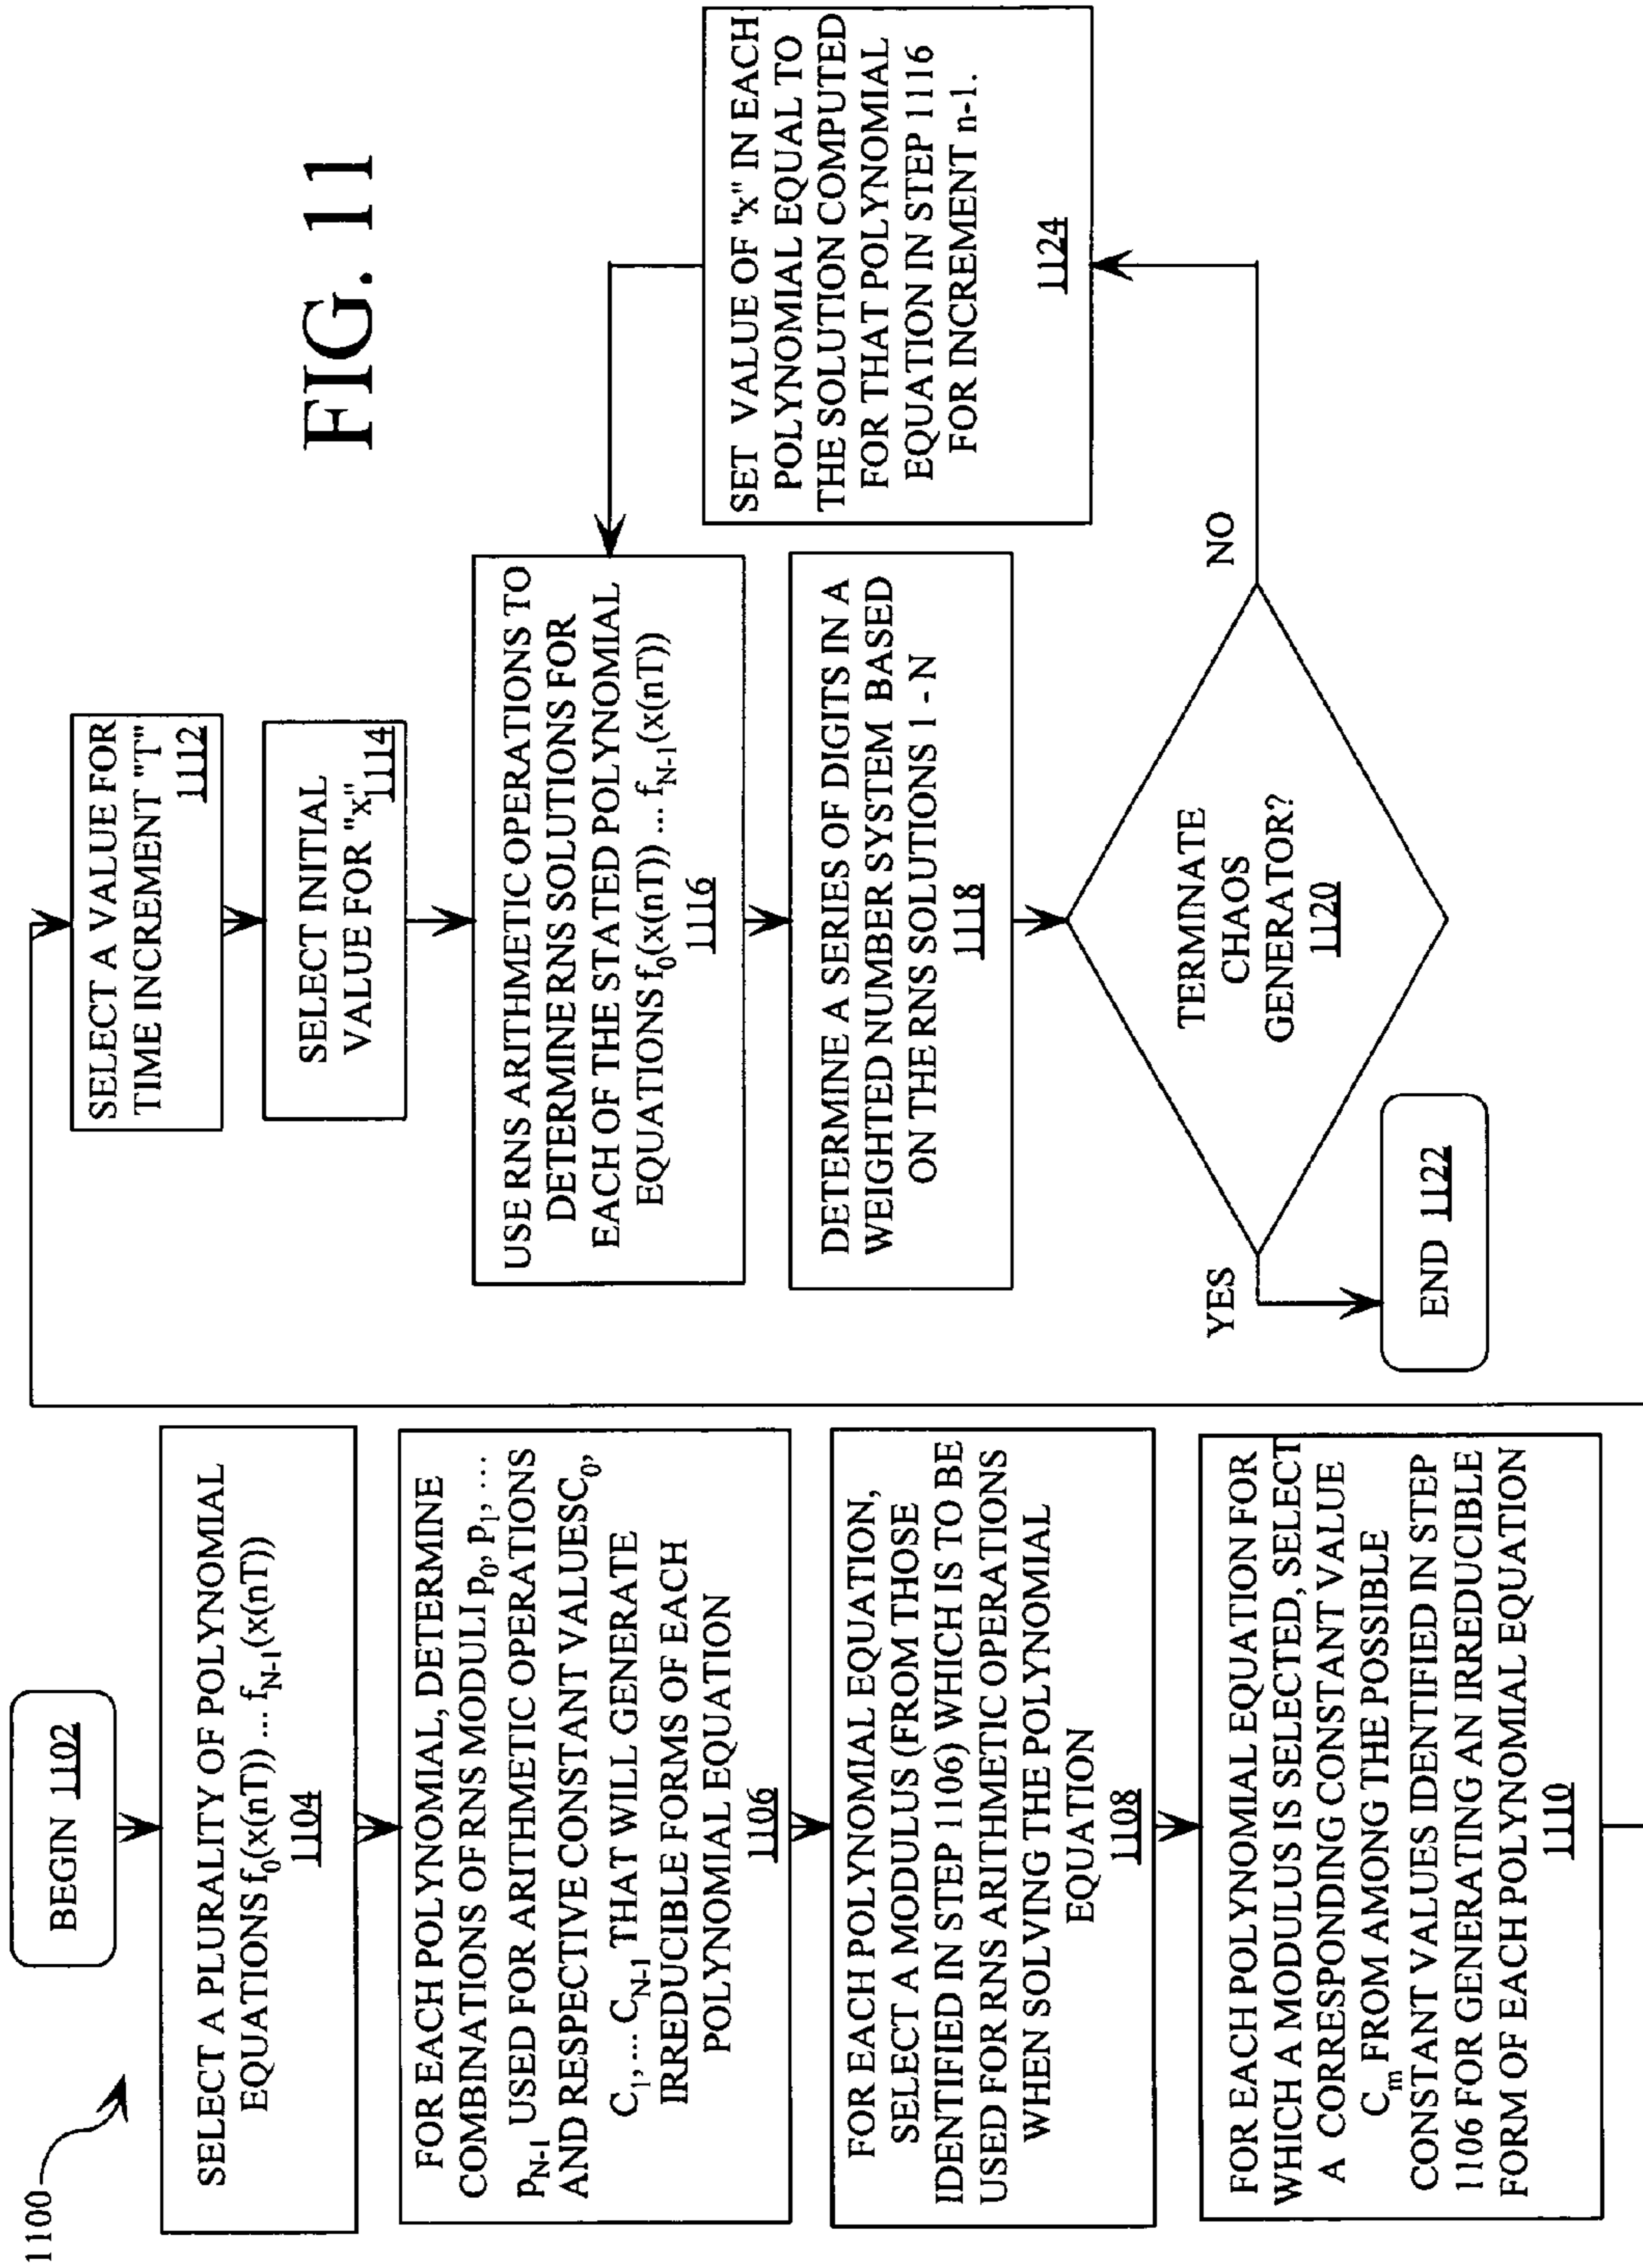 1100
BEGIN 1102
SELECT A PLURALITY OF POLYNOMIAL
EQUATIONS f0(x(nT)) ... fN-1(x(nT))
1104
FOR EACH POLYNOMIAL, DETERMINE
COMBINATIONS OF RNS MODULI p0, p1, ...
pN-1 USED FOR ARITHMETIC OPERATIONS
AND RESPECTIVE CONSTANT VALUES C0,
C1, ... CN-1 THAT WILL GENERATE
IRREDUCIBLE FORMS OF EACH
POLYNOMIAL EQUATION
1106
FOR EACH POLYNOMIAL EQUATION,
SELECT A MODULUS (FROM THOSE
IDENTIFIED IN STEP 1106) WHICH IS TO BE
USED FOR RNS ARITHMETIC OPERATIONS
WHEN SOLVING THE POLYNOMIAL
EQUATION
1108
FOR EACH POLYNOMIAL EQUATION FOR
WHICH A MODULUS IS SELECTED, SELECT
A CORRESPONDING CONSTANT VALUE
Cm FROM AMONG THE POSSIBLE
CONSTANT VALUES IDENTIFIED IN STEP
1106 FOR GENERATING AN IRREDUCIBLE
FORM OF EACH POLYNOMIAL EQUATION
1110
SELECT A VALUE FOR
TIME INCREMENT "T"
1112
SELECT INITIAL
VALUE FOR "x"
1114
USE RNS ARITHMETIC OPERATIONS TO
DETERMINE RNS SOLUTIONS FOR
EACH OF THE STATED POLYNOMIAL
EQUATIONS f0(x(nT)) ... fN-1(x(nT))
1116
DETERMINE A SERIES OF DIGITS IN A
WEIGHTED NUMBER SYSTEM BASED
ON THE RNS SOLUTIONS 1 - N
1118
TERMINATE
CHAOS
GENERATOR?
1120
YES
NO
END 1122
SET VALUE OF "x" IN EACH
POLYNOMIAL EQUAL TO
THE SOLUTION COMPUTED
FOR THAT POLYNOMIAL
EQUATION IN STEP 1116
FOR INCREMENT n-1.
1124
FIG. 11